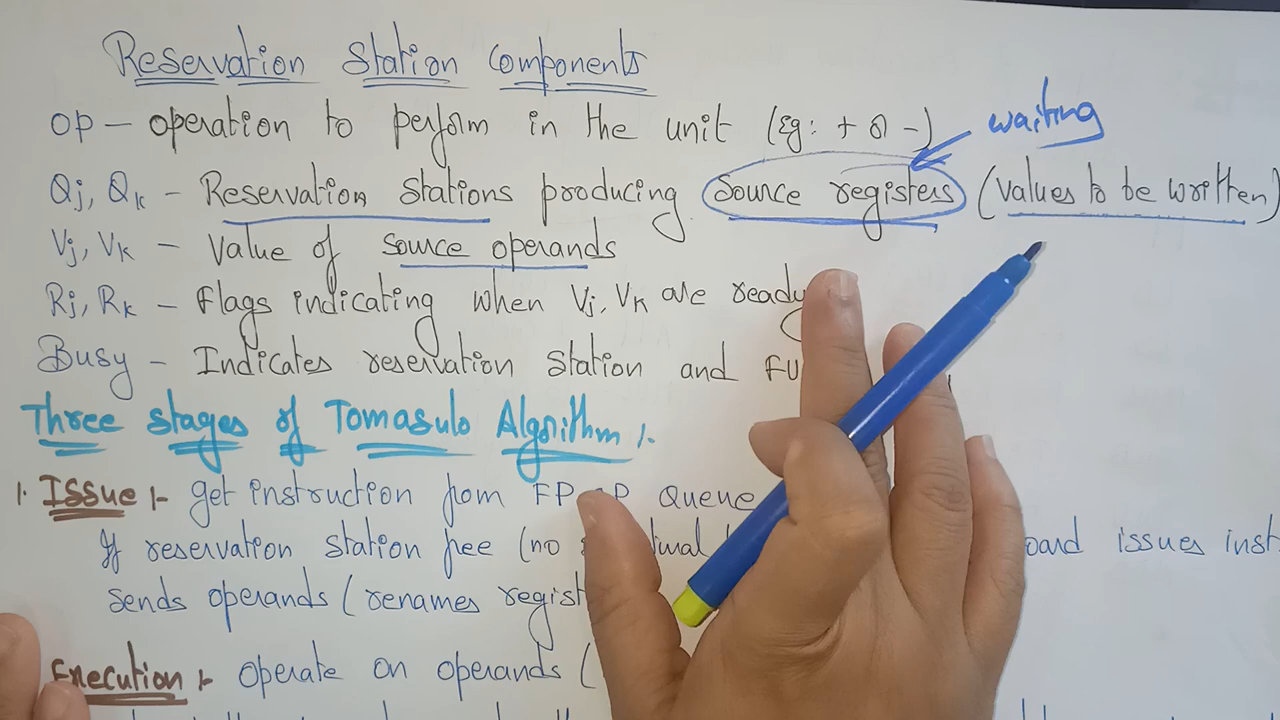 Reservation Station Components
OP – operation to perform in the unit (Eg: + or -)
waiting
Qj, Qk - Reservation stations producing source registers (values to be written)
Vj, Vk – Value of source operands
Rj, Rk – Flags indicating when Vj, Vk are ready
Busy – Indicates reservation station and FU
Three stages of Tomasulo Algorithm :-
1. Issue :- get instruction from FP OP Queue
If reservation station free (no issues inst
sends operands (renames regist
Execution :- operate on operands (